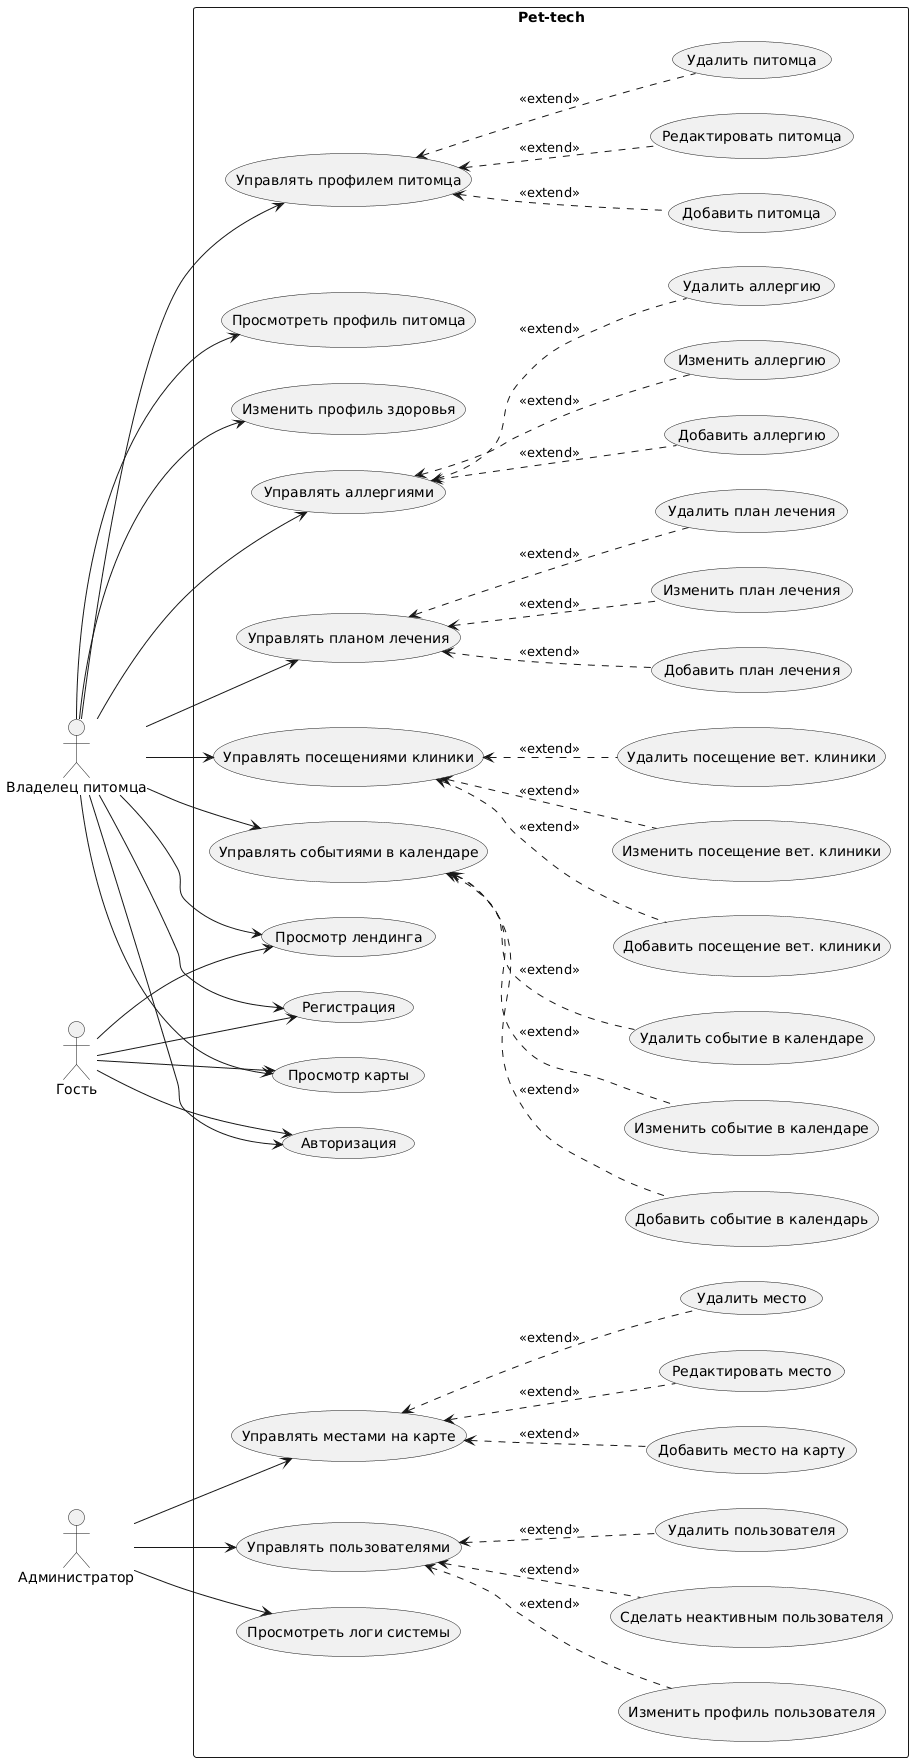 Pet-tech
Удалить питомца
«extend»
Редактировать питомца
«extend»
Управлять профилем питомца
«extend»
Добавить питомца
Удалить аллергию
Просмотреть профиль питомца
«extend»
Изменить аллергию
«extend»
Изменить профиль здоровья
Добавить аллергию
«extend»
Управлять аллергиями
Удалить план лечения
«extend»
Изменить план лечения
«extend»
Управлять планом лечения
«extend»
Добавить план лечения
Владелец питомца
Управлять посещениями клиники
«extend»
Удалить посещение вет. клиники
«extend»
Управлять событиями в календаре
«extend»
Изменить посещение вет. клиники
Просмотр лендинга
Добавить посещение вет. клиники
«extend»
Регистрация
Удалить событие в календаре
«extend»
Гость
Просмотр карты
«extend»
Изменить событие в календаре
Авторизация
Добавить событие в календарь
Удалить место
«extend»
Редактировать место
«extend»
Управлять местами на карте
«extend»
Добавить место на карту
Администратор
Управлять пользователями
«extend»
Удалить пользователя
«extend»
Сделать неактивным пользователя
«extend»
Просмотреть логи системы
Изменить профиль пользователя